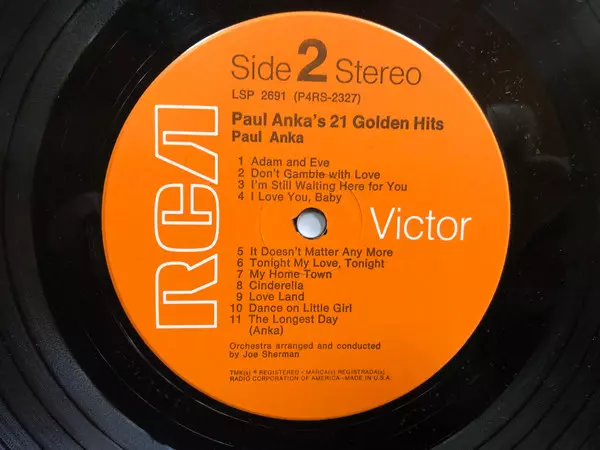 Side 2 Stereo
LSP 2691 (P4RS-2327)
Paul Anka's 21 Golden Hits
Paul Anka
1 Adam and Eve
2 Don't Gamble with Love
3 I'm Still Waiting Here for You
4 I Love You, Baby
RCA
Victor
5 It Doesn't Matter Any More
6 Tonight My Love, Tonight
7 My Home Town
8 Cinderella
9 Love Land
10 Dance on Little Girl
11 The Longest Day
(Anka)
Orchestra arranged and conducted
by Joe Sherman
TMK(s) ® REGISTERED - MARCA(s) REGISTRADA(s)
RADIO CORPORATION OF AMERICA-MADE IN U.S.A.